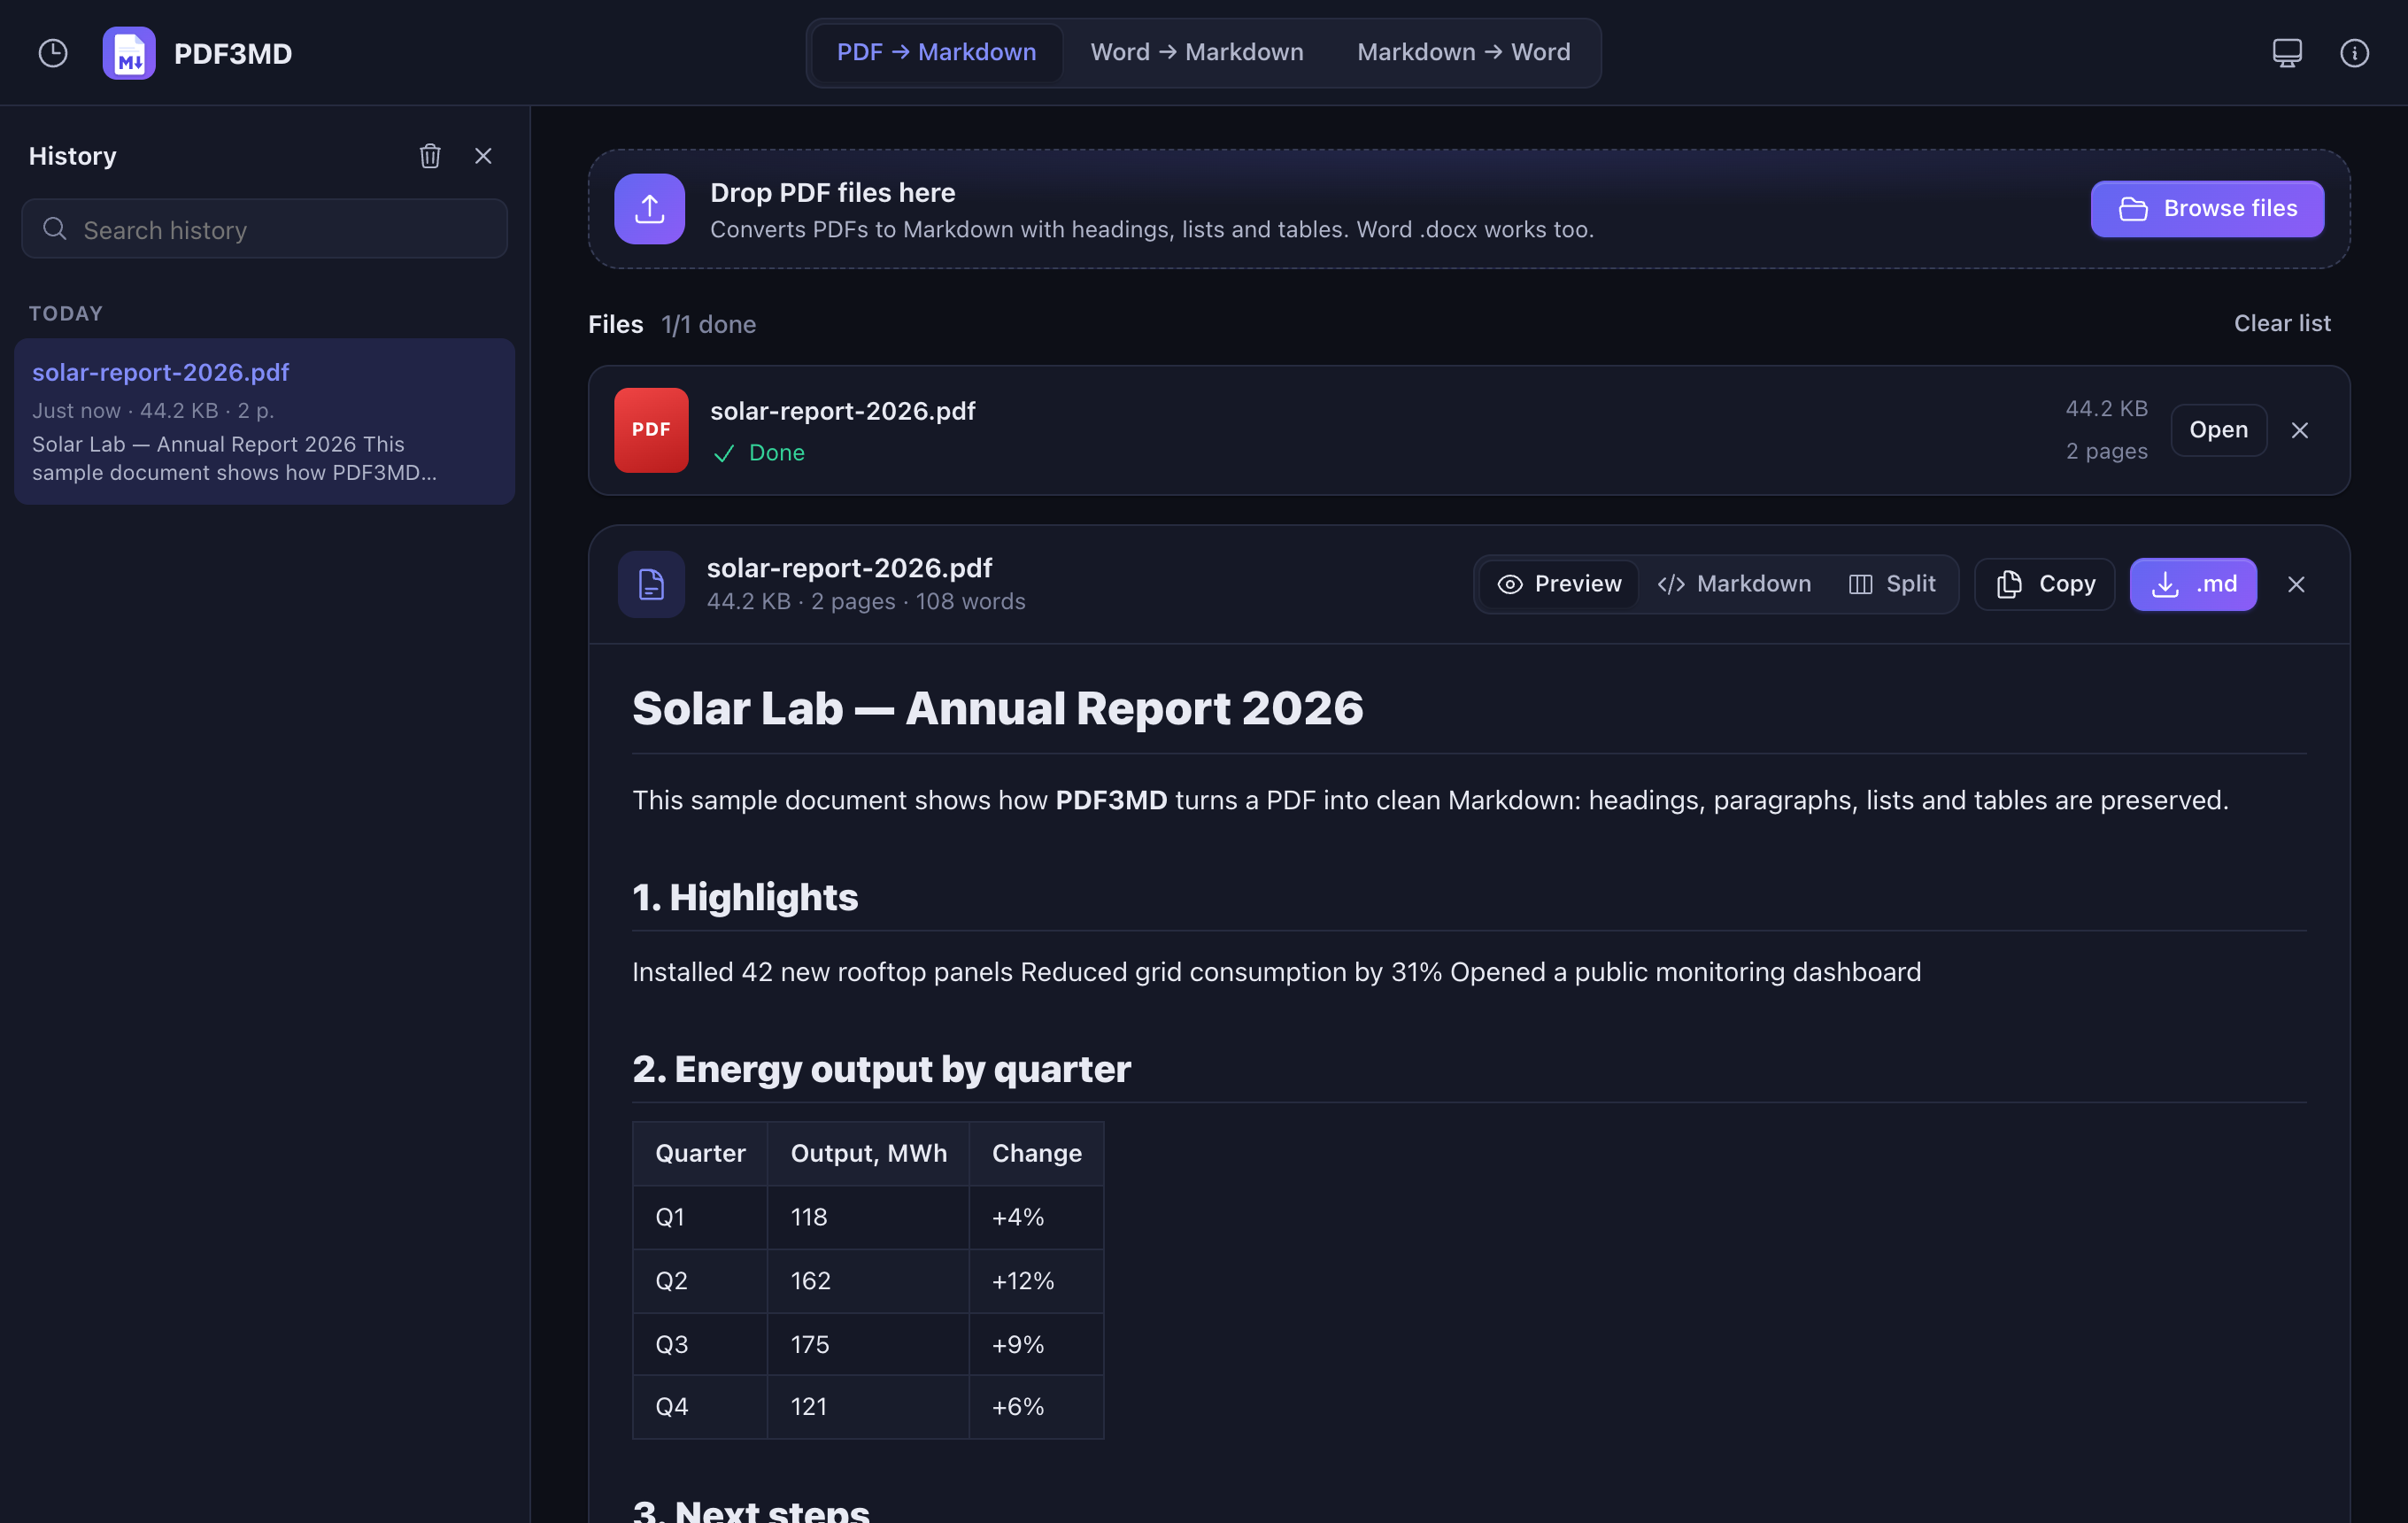 PDF3MD
PDF → Markdown
Word → Markdown
Markdown → Word
History
Search history
TODAY
solar-report-2026.pdf
Just now · 44.2 KB · 2 p.
Solar Lab — Annual Report 2026 This
sample document shows how PDF3MD...
Drop PDF files here
Converts PDFs to Markdown with headings, lists and tables. Word .docx works too.
Browse files
Files 1/1 done
Clear list
PDF
solar-report-2026.pdf
Done
44.2 KB
2 pages
Open
solar-report-2026.pdf
44.2 KB · 2 pages · 108 words
Preview
</> Markdown
Split
Copy
.md
Solar Lab — Annual Report 2026
This sample document shows how PDF3MD turns a PDF into clean Markdown: headings, paragraphs, lists and tables are preserved.
1. Highlights
Installed 42 new rooftop panels Reduced grid consumption by 31% Opened a public monitoring dashboard
2. Energy output by quarter
Quarter Output, MWh Change
Q1 118 +4%
Q2 162 +12%
Q3 175 +9%
Q4 121 +6%
3. Next steps